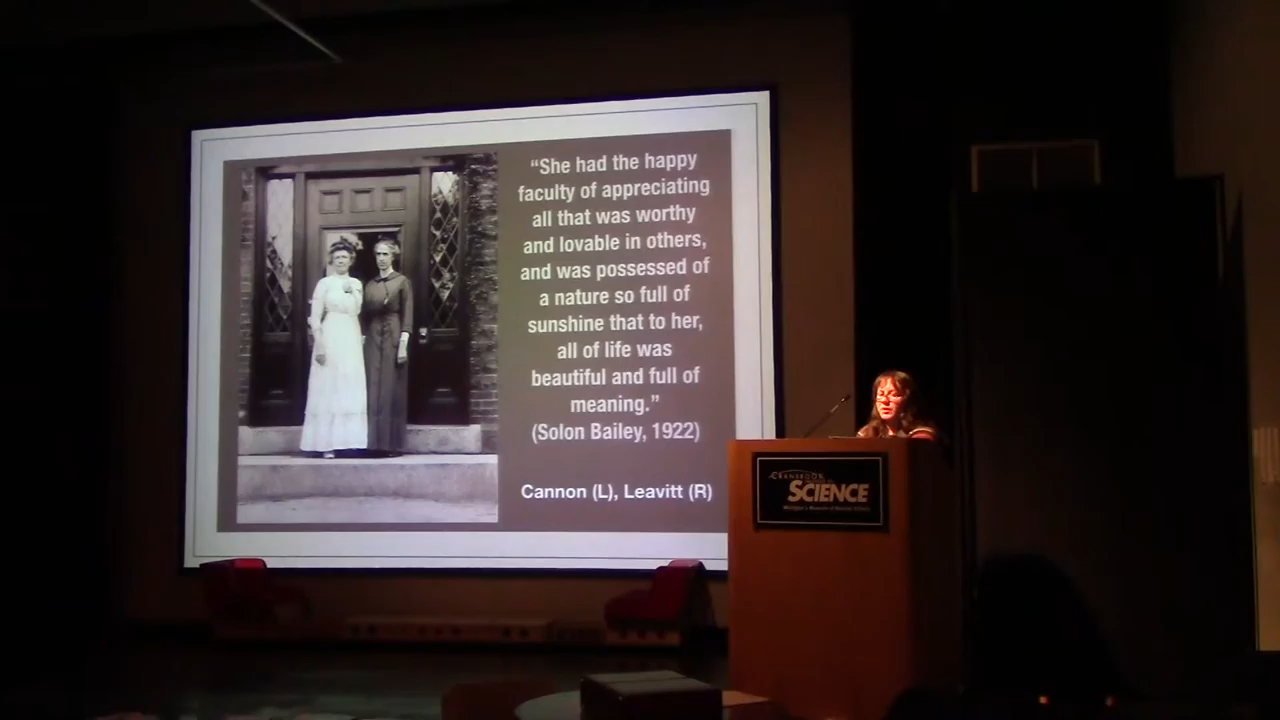 “She had the happy
faculty of appreciating
all that was worthy
and lovable in others,
and was possessed of
a nature so full of
sunshine that to her,
all of life was
beautiful and full of
meaning.”
(Solon Bailey, 1922)
Cannon (L), Leavitt (R)
CRANBROOK
SCIENCE